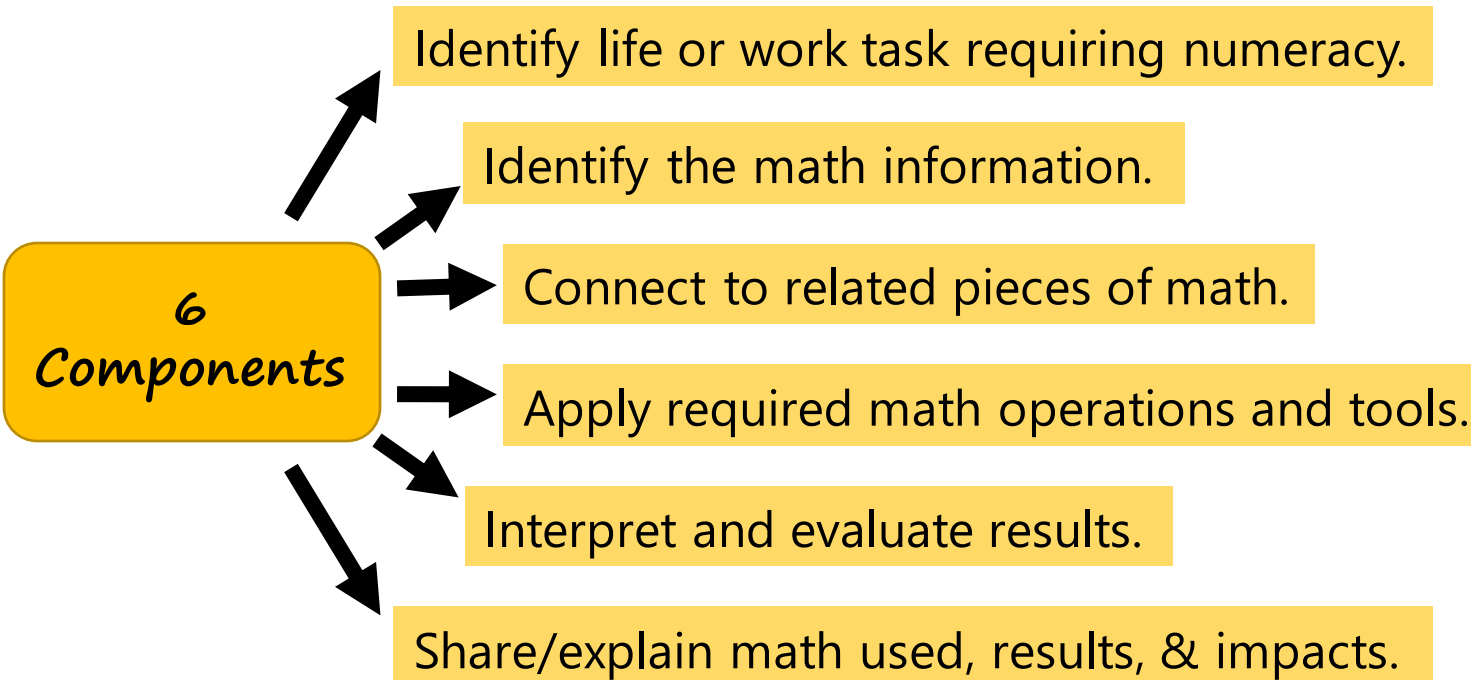 Identify life or work task requiring numeracy.
Identify the math information.
Connect to related pieces of math.
6
Components
Apply required math operations and tools.
Interpret and evaluate results.
Share/explain math used, results, & impacts.